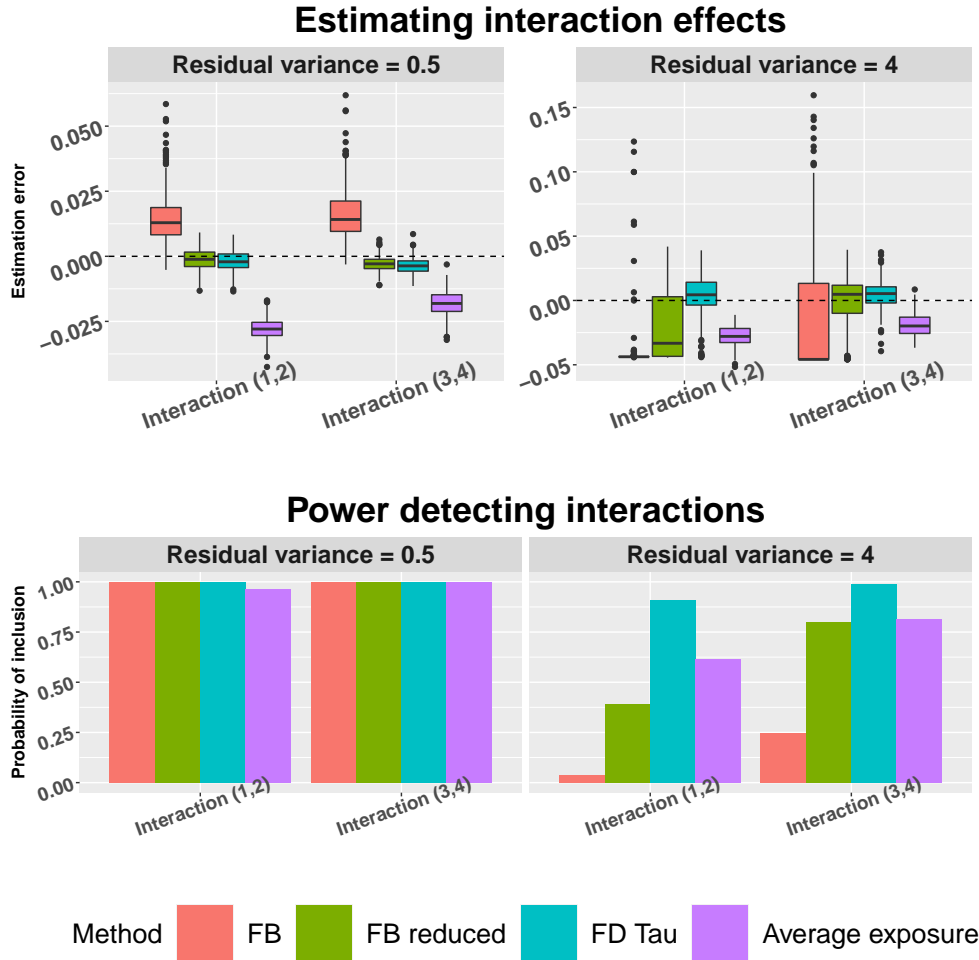 Estimating interaction effects
Residual variance = 0.5
Residual variance = 4
Estimation error
0.050
0.025
0.000
−0.025
0.15
0.10
0.05
0.00
−0.05
Interaction (1,2)
Interaction (3,4)
Interaction (1,2)
Interaction (3,4)
Power detecting interactions
Residual variance = 0.5
Residual variance = 4
Probability of inclusion
1.00
0.75
0.50
0.25
0.00
Interaction (1,2)
Interaction (3,4)
Interaction (1,2)
Interaction (3,4)
Method FB FB reduced FD Tau Average exposure